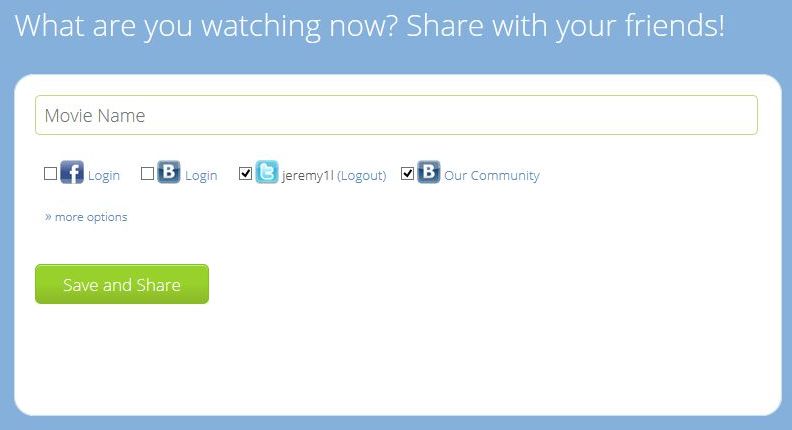 What are you watching now? Share with your friends!
Movie Name
f Login B Login t jeremy1l (Logout) B Our Community
» more options
Save and Share